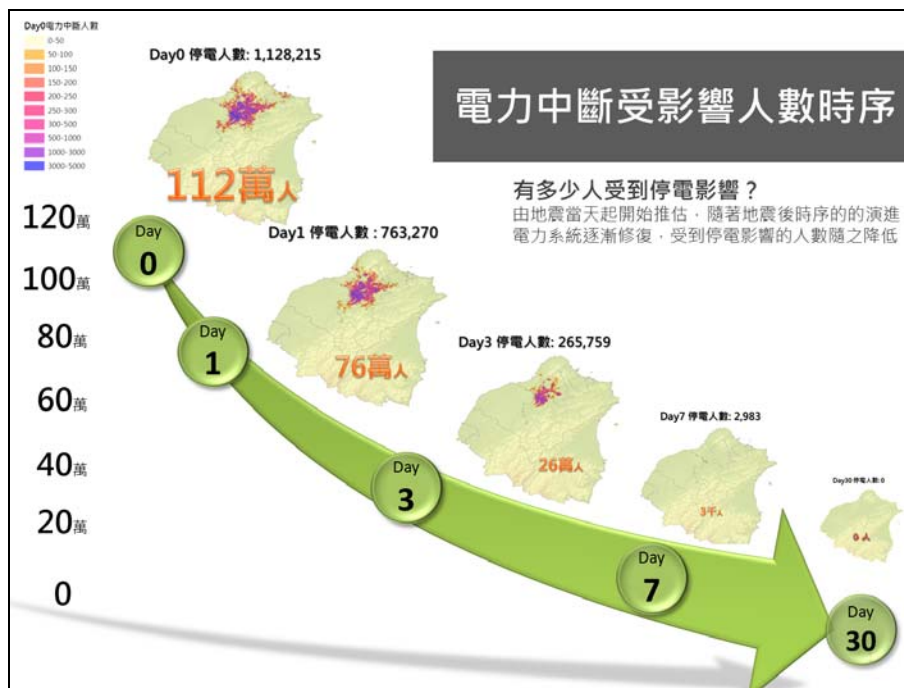 Day0電力中斷人數
0-50
50-100
100-150
150-200
200-250
250-300
300-500
500-1000
1000-3000
3000-5000
Day0 停電人數: 1,128,215
112萬人
電力中斷受影響人數時序
有多少人受到停電影響？
由地震當天起開始推估，隨著地震後時序的的演進
電力系統逐漸修復，受到停電影響的人數隨之降低
120萬
100萬
80萬
60萬
40萬
20萬
0
Day
0
Day1 停電人數 : 763,270
76萬人
Day
1
Day3 停電人數: 265,759
26萬人
Day
3
Day7 停電人數: 2,983
3千人
Day
7
Day30 停電人數: 0
0 人
Day
30